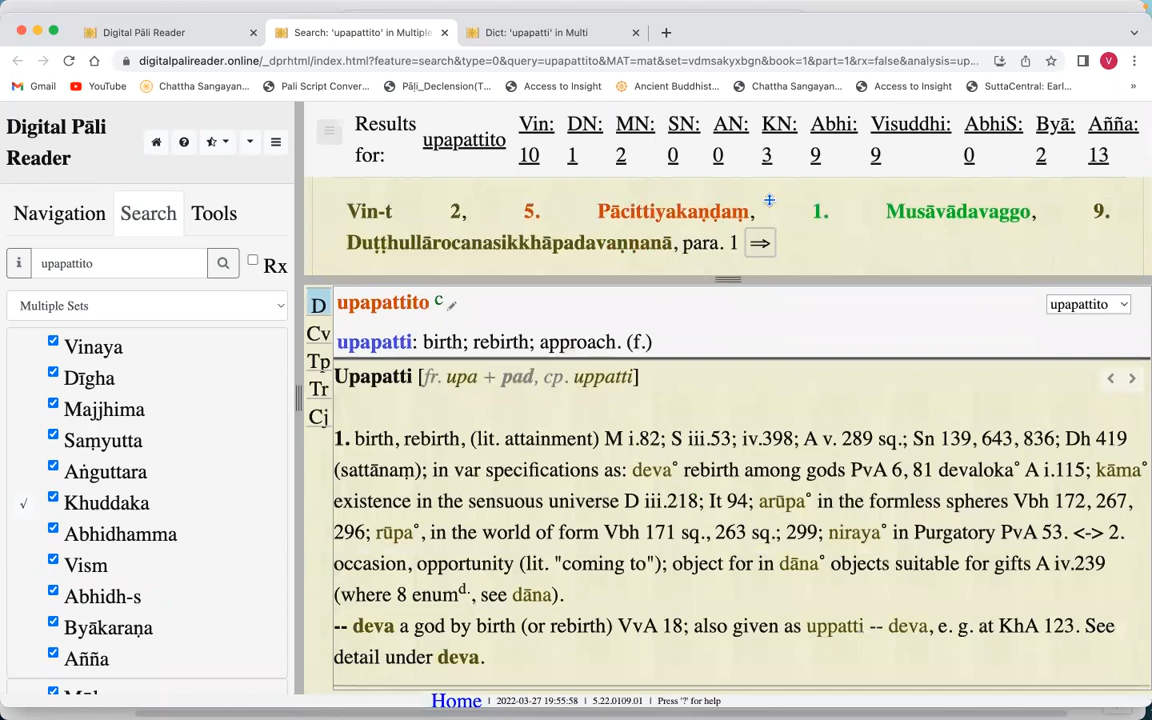 Digital Pāli Reader
Search: 'upapattito' in Multiple
Dict: 'upapatti' in Multi
digitalpalireader.online/_dprhtml/index.html?feature=search&type=0&query=upapattito&MAT=mat&set=vdmsakyxbgn&book=1&part=1&rx=false&analysis=up...
Gmail YouTube Chattha Sangayan... Pali Script Conver... Pāḷi_Declension(T... Access to Insight Ancient Buddhist... Chattha Sangayan... Access to Insight SuttaCentral: Earl... »
Digital Pāli
Reader
Navigation Search Tools
upapattito
Rx
Multiple Sets
Vinaya
Dīgha
Majjhima
Saṃyutta
Aṅguttara
√ Khuddaka
Abhidhamma
Vism
Abhidh-s
Byākaraṇa
Añña
Results upapattito Vin: DN: MN: SN: AN: KN: Abhi: Visuddhi: AbhiS: Byā: Añña:
for: 10 1 2 0 0 3 9 9 0 2 13
Vin-t 2, 5. Pācittiyakaṇḍaṃ, 1. Musāvādavaggo, 9.
Duṭṭhullārocanasikkhāpadavaṇṇanā, para. 1 ⇒
D
Cv
Tp
Tr
Cj
upapattito c
upapattito
upapatti: birth; rebirth; approach. (f.)
Upapatti [fr. upa + pad, cp. uppatti]
< >
1. birth, rebirth, (lit. attainment) M i.82; S iii.53; iv.398; A v. 289 sq.; Sn 139, 643, 836; Dh 419
(sattānaṃ); in var specifications as: deva° rebirth among gods PvA 6, 81 devaloka° A i.115; kāma°
existence in the sensuous universe D iii.218; It 94; arūpa° in the formless spheres Vbh 172, 267,
296; rūpa°, in the world of form Vbh 171 sq., 263 sq.; 299; niraya° in Purgatory PvA 53. <-> 2.
occasion, opportunity (lit. "coming to"); object for in dāna° objects suitable for gifts A iv.239
(where 8 enumd., see dāna).
-- deva a god by birth (or rebirth) VvA 18; also given as uppatti -- deva, e. g. at KhA 123. See
detail under deva.
Home | 2022-03-27 19:55:58 | 5.22.0109.01 | Press '?' for help